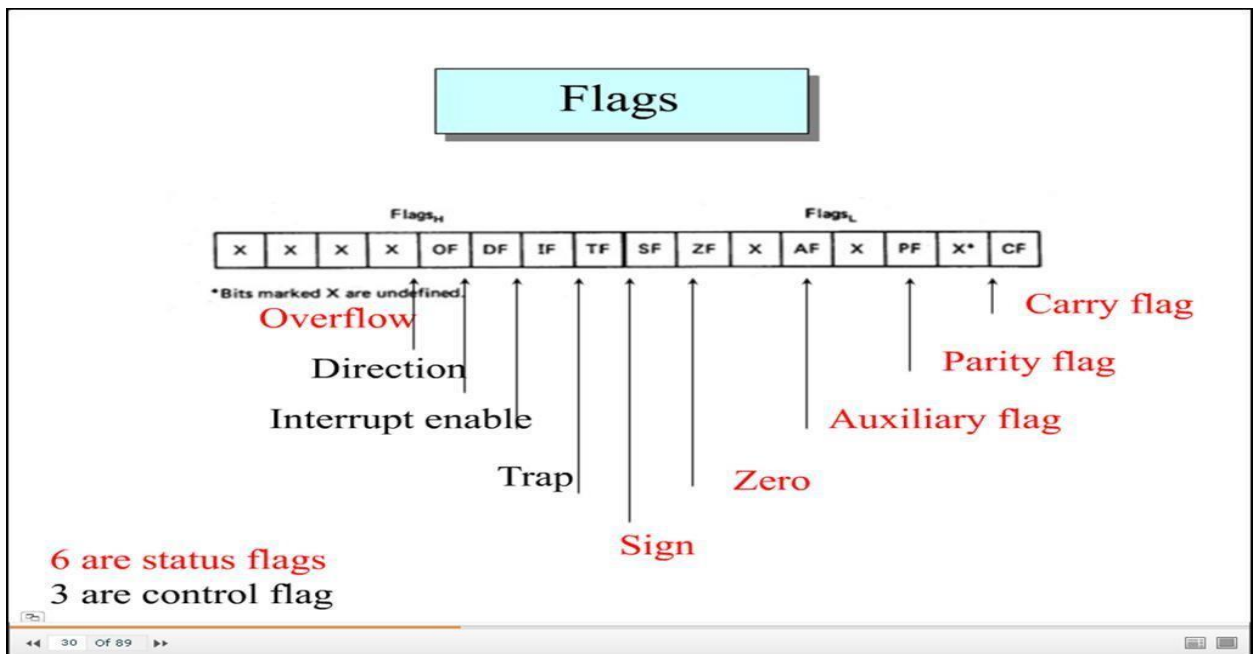 Flags
FlagsH FlagsL
X X X X OF DF IF TF SF ZF X AF X PF X* CF
*Bits marked X are undefined.
Overflow
Carry flag
Direction
Parity flag
Interrupt enable
Auxiliary flag
Trap
Zero
Sign
6 are status flags
3 are control flag
30 Of 89